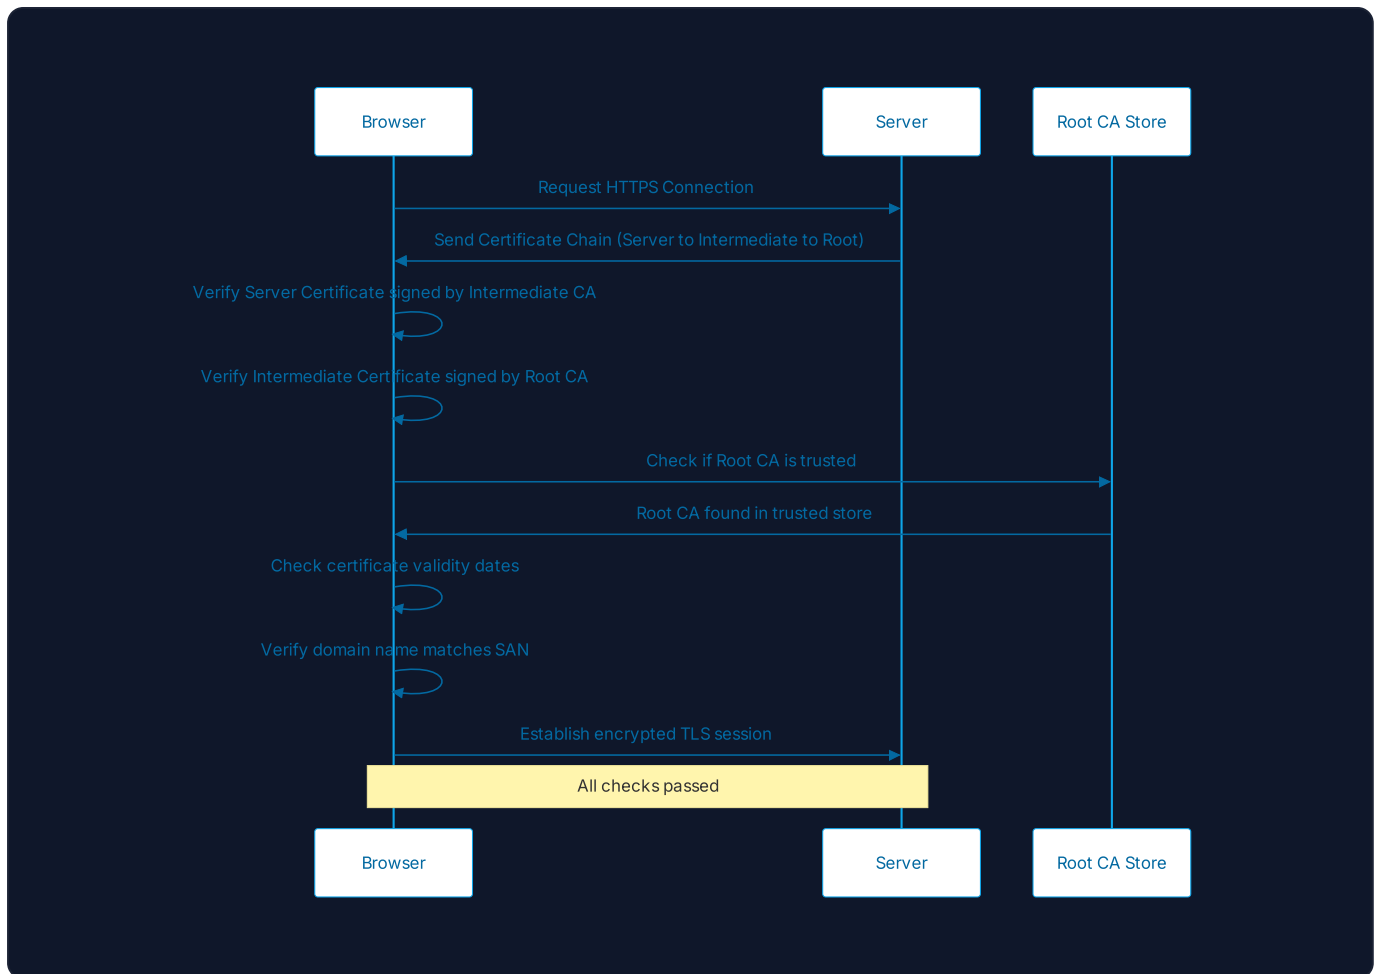 Browser
Server
Root CA Store
Request HTTPS Connection
Send Certificate Chain (Server to Intermediate to Root)
Verify Server Certificate signed by Intermediate CA
Verify Intermediate Certificate signed by Root CA
Check if Root CA is trusted
Root CA found in trusted store
Check certificate validity dates
Verify domain name matches SAN
Establish encrypted TLS session
All checks passed
Browser
Server
Root CA Store